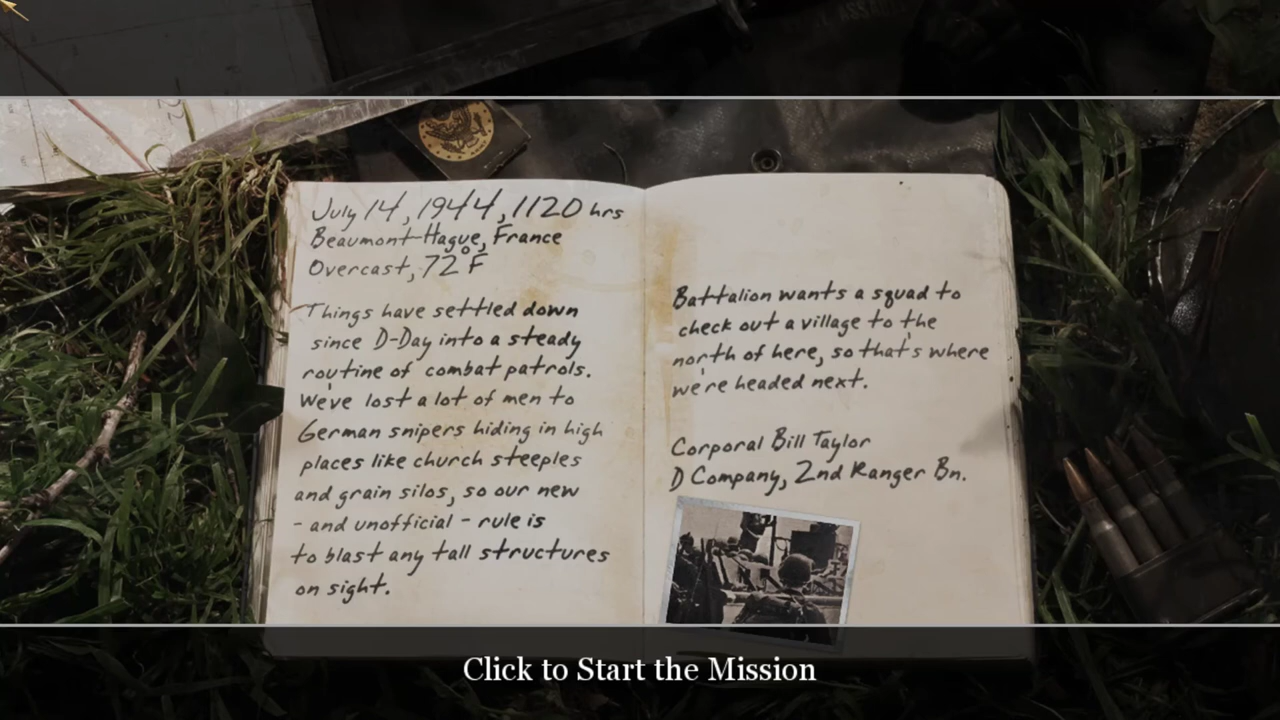 July 14, 1944, 1120 hrs
Beaumont-Hague, France
Overcast, 72°F
Things have settled down
since D-Day into a steady
routine of combat patrols.
We've lost a lot of men to
German snipers hiding in high
places like church steeples
and grain silos, so our new
- and unofficial - rule is
to blast any tall structures
on sight.
Battalion wants a squad to
check out a village to the
north of here, so that's where
we're headed next.
Corporal Bill Taylor
D Company, 2nd Ranger Bn.
Click to Start the Mission